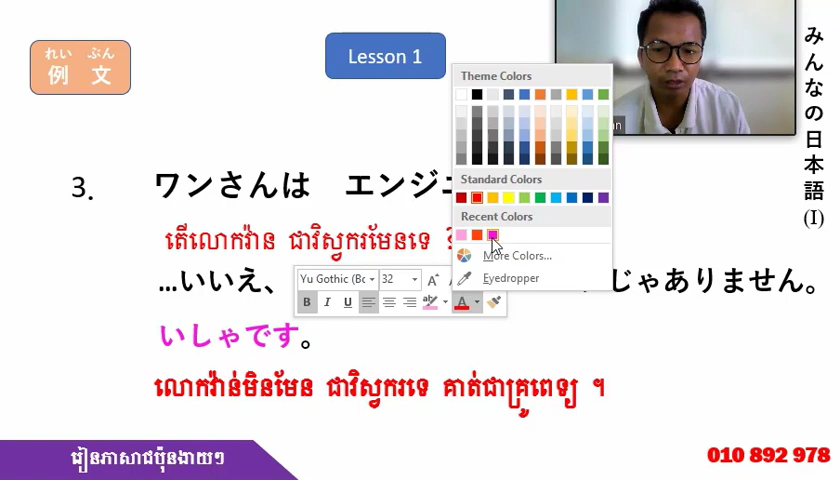 れい ぶん
例 文
Lesson 1
みんなの日本語(I)
Theme Colors
3. ワンさんは エンジ
Standard Colors
Recent Colors
តើលោកវ៉ាន ជាវិស្វករមែនទេ
More Colors...
Eyedropper
...いいえ、
じゃありません。
Yu Gothic (Bc 32
B I U
いしゃです。
លោកវ៉ាន់មិនមែន ជាវិស្វករទេ គាត់ជាគ្រូពេទ្យ ។
រៀនភាសាជប៉ុនងាយៗ
010 892 978